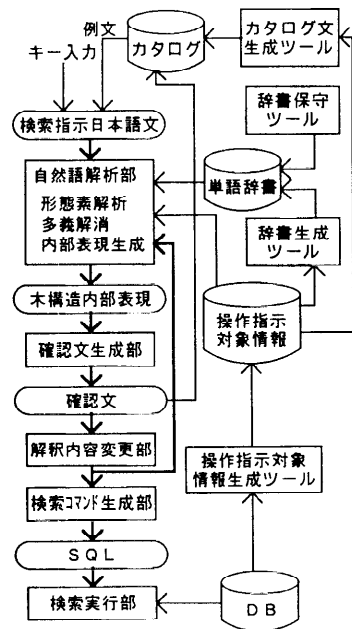 例文
キー入力
カタログ
カタログ文
生成ツール
検索指示日本語文
辞書保守
ツール
自然語解析部
形態素解析
多義解消
内部表現生成
単語辞書
辞書生成
ツール
木構造内部表現
操作指示
対象情報
確認文生成部
確認文
解釈内容変更部
操作指示対象
情報生成ツール
検索コマンド生成部
SQL
検索実行部
DB